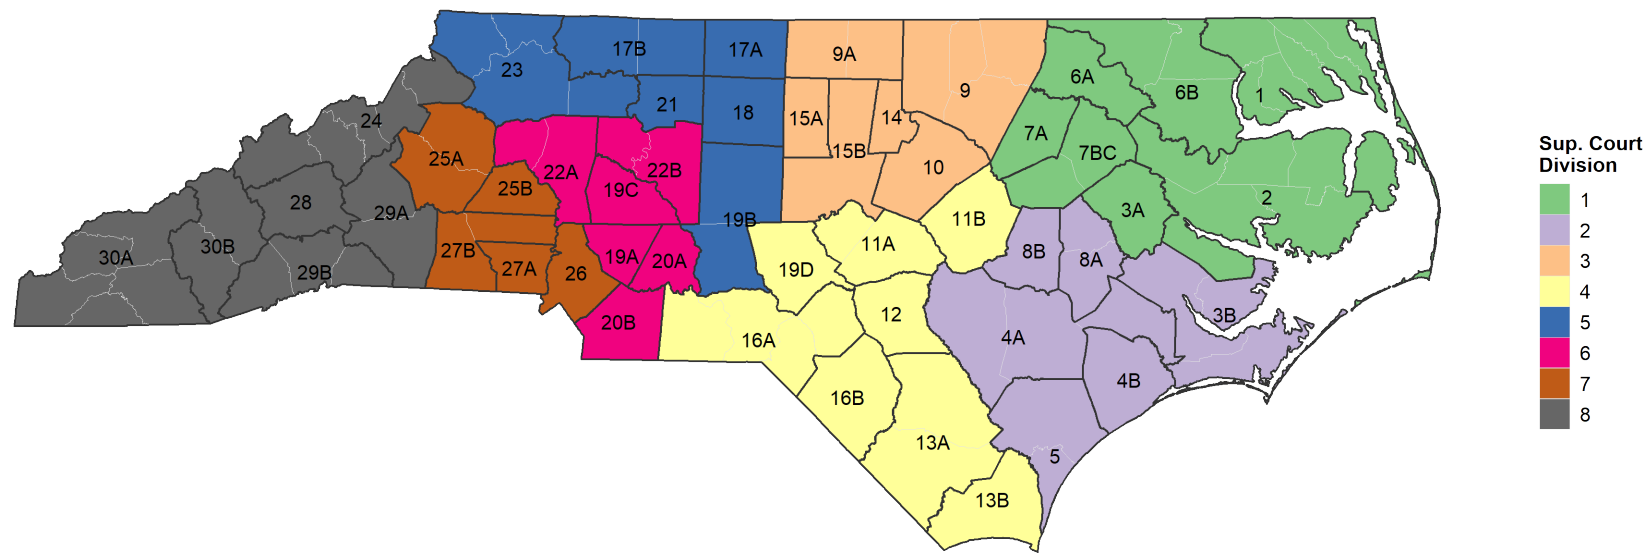 17B
17A
9A
23
6A
9
6B
1
21
18
24
15A
14
7A
15B
7BC
25A
22A
22B
10
25B
19C
28
2
29A
3A
19B
11B
30B
11A
27B
8B
30A
19A
20A
8A
29B
27A
26
19D
12
3B
20B
16A
4A
4B
16B
13A
5
13B
Sup. Court
Division
1
2
3
4
5
6
7
8